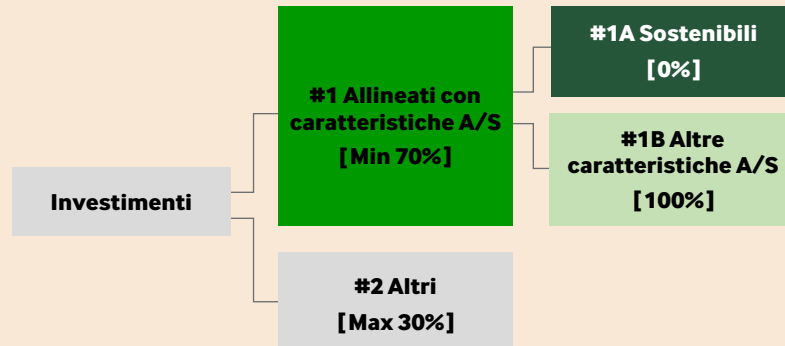 Investimenti
#1 Allineati con
caratteristiche A/S
[Min 70%]
#2 Altri
[Max 30%]
#1A Sostenibili
[0%]
#1B Altre
caratteristiche A/S
[100%]